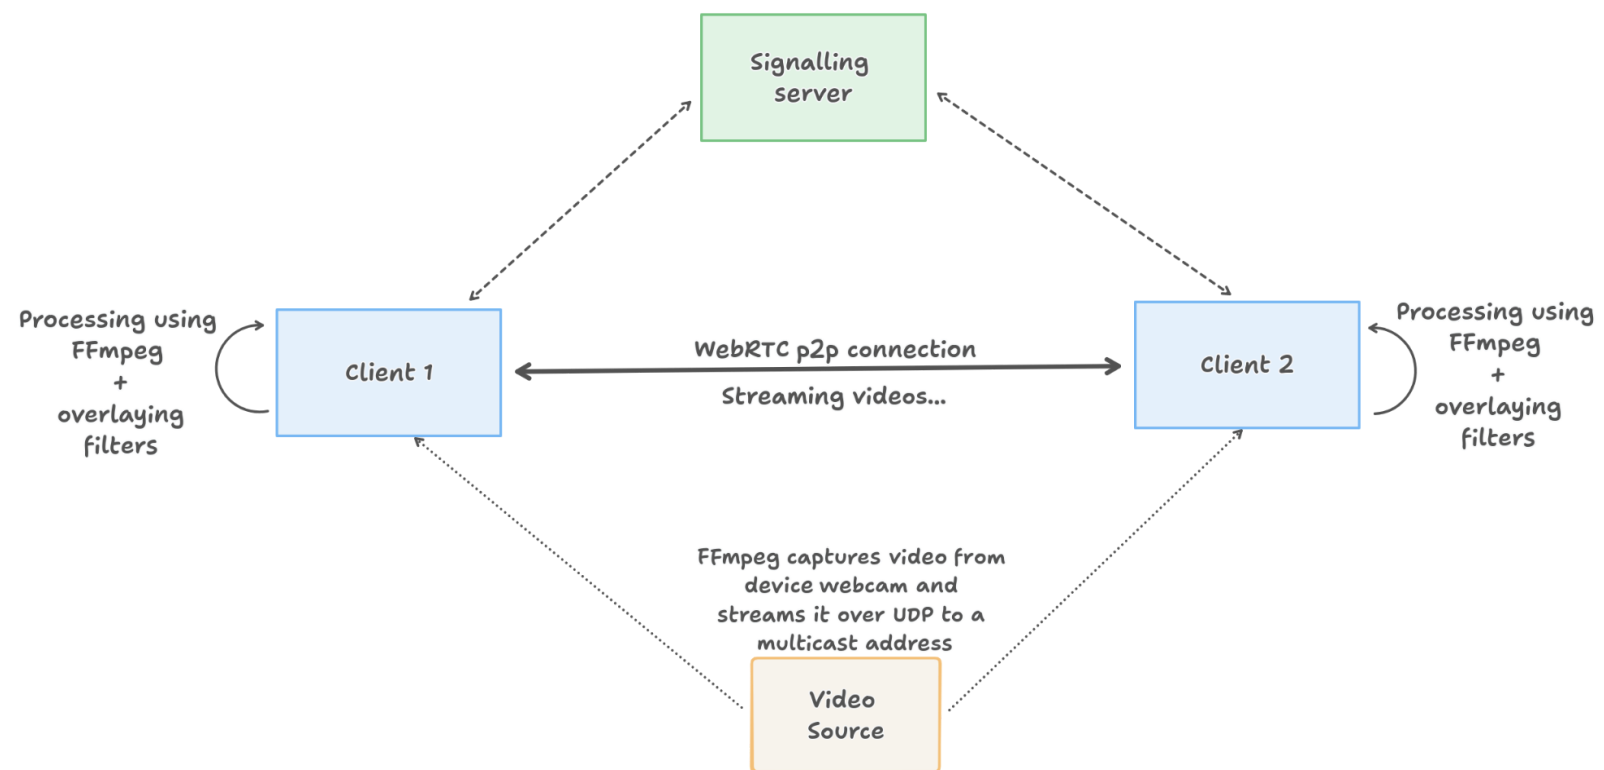 Signalling
server
Processing using
FFmpeg
+
overlaying
filters
Client 1
WebRTC p2p connection
Streaming videos...
Client 2
Processing using
FFmpeg
+
overlaying
filters
FFmpeg captures video from
device webcam and
streams it over UDP to a
multicast address
Video
Source